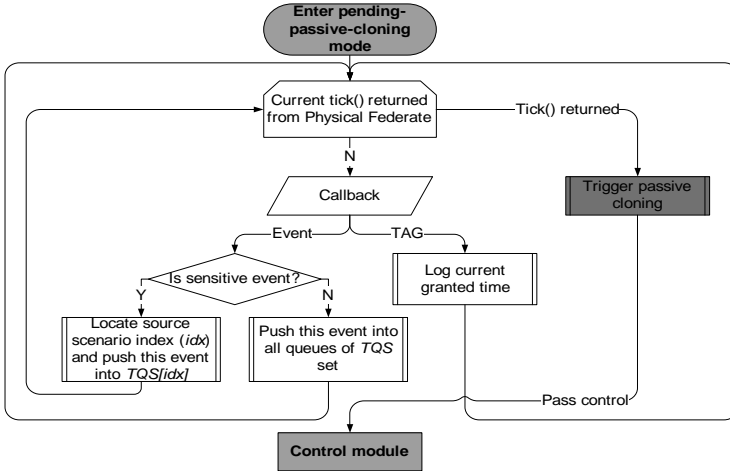 Enter pending-
passive-cloning
mode
Current tick() returned
from Physical Federate
Tick() returned
N
Trigger passive
cloning
Callback
Event
TAG
Is sensitive event?
Log current
granted time
Y
N
Locate source
scenario index (idx)
and push this event
into TQS[idx]
Push this event into
all queues of TQS
set
Pass control
Control module